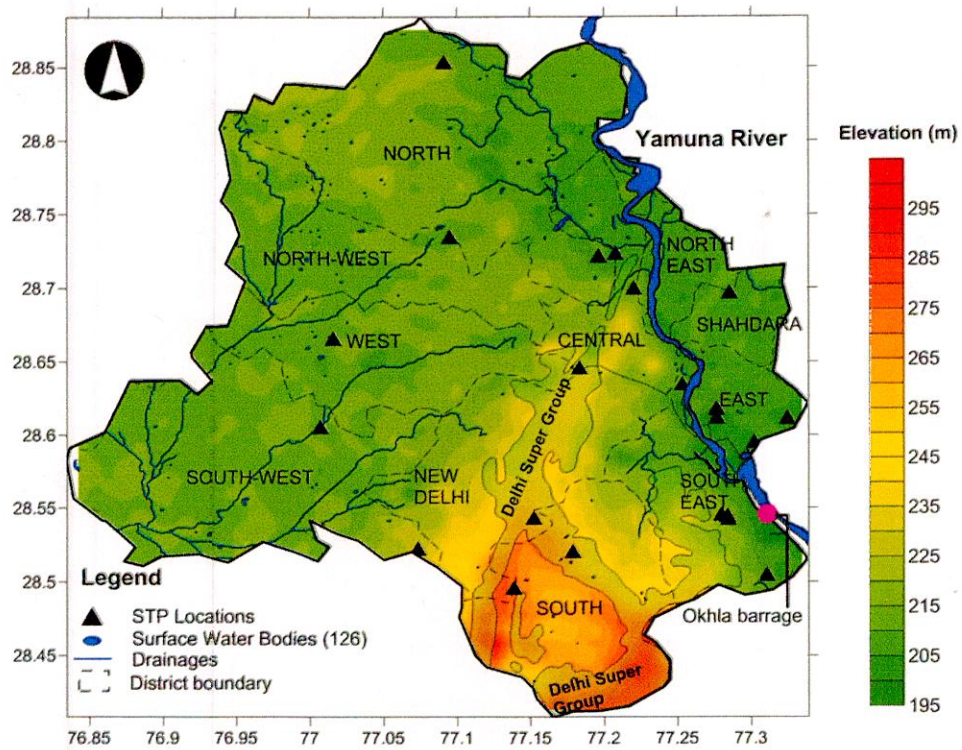 28.85
28.8
28.75
28.7
28.65
28.6
28.55
28.5
28.45
76.85
76.9
76.95
77
77.05
77.1
77.15
77.2
77.25
77.3
Yamuna River
NORTH
NORTH-WEST
NORTH
EAST
SHAHDARA
WEST
CENTRAL
EAST
SOUTH-WEST
NEW
DELHI
Delhi Super Group
SOUTH
EAST
SOUTH
Delhi Super
Group
Okhla barrage
Legend
STP Locations
Surface Water Bodies (126)
Drainages
District boundary
Elevation (m)
295
285
275
265
255
245
235
225
215
205
195